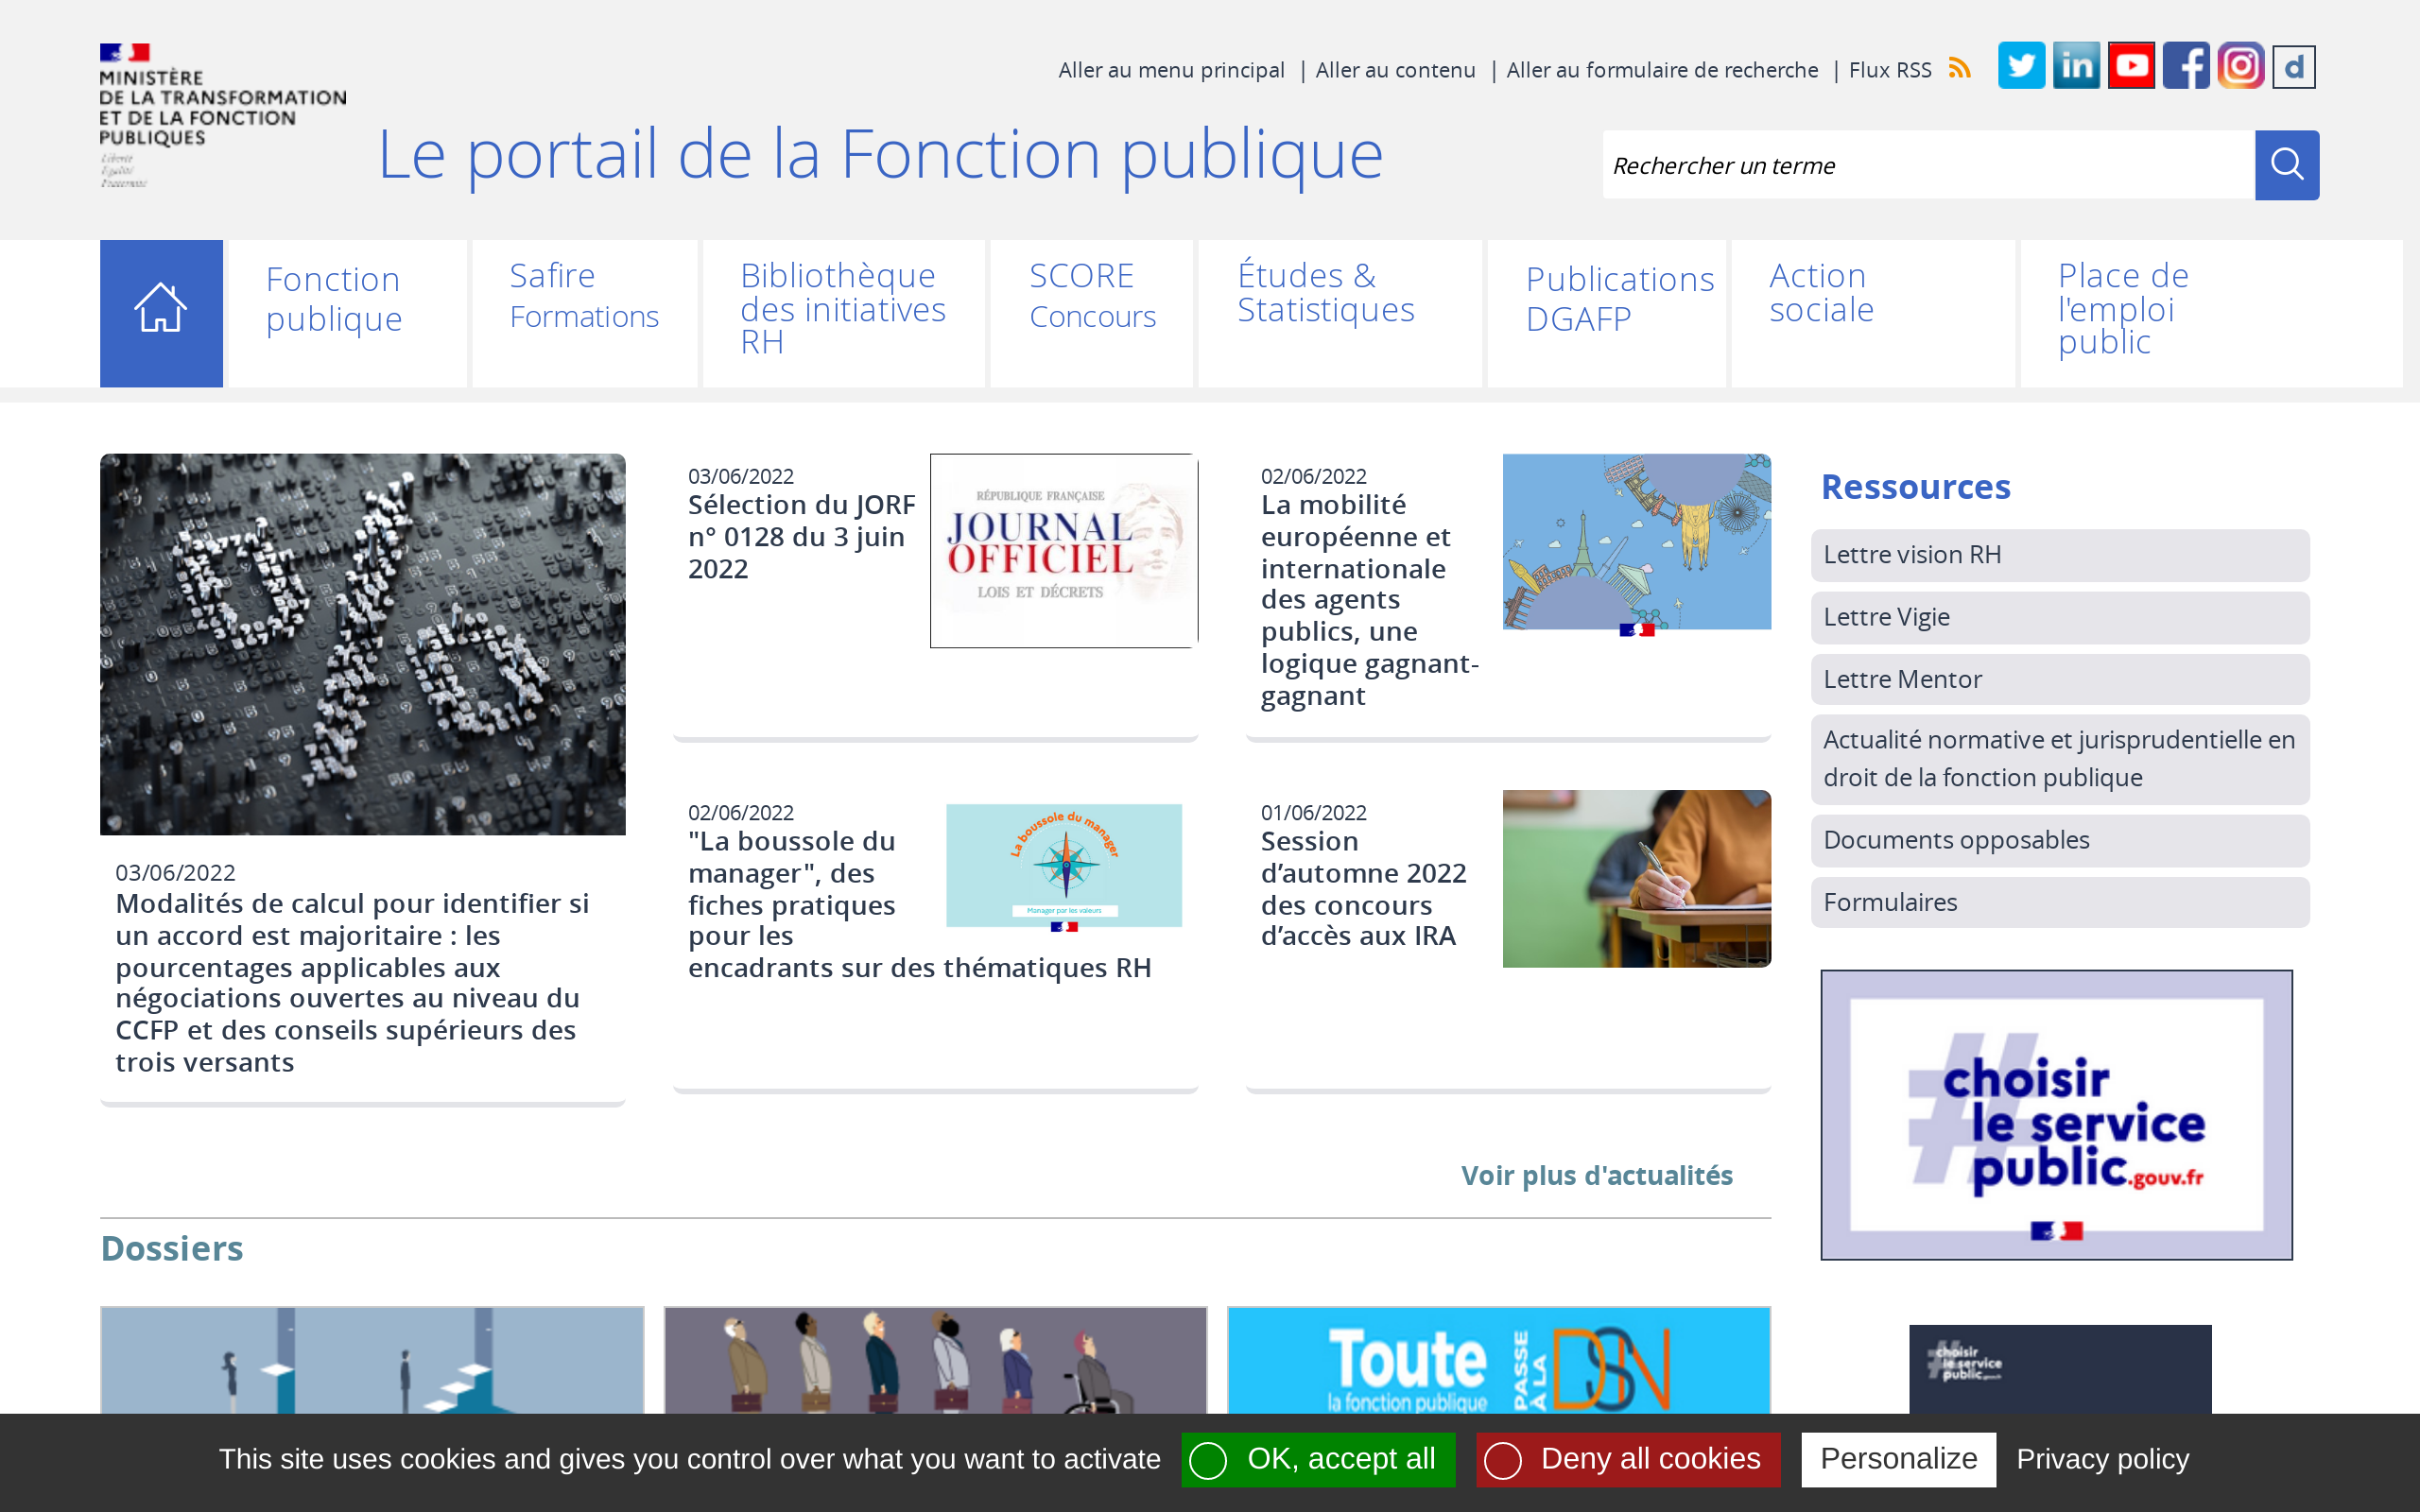 MINISTÈRE
DE LA TRANSFORMATION
ET DE LA FONCTION
PUBLIQUES
Liberté
Égalité
Fraternité
Aller au menu principal | Aller au contenu | Aller au formulaire de recherche | Flux RSS
Le portail de la Fonction publique
Rechercher un terme
Fonction
publique
Safire
Formations
Bibliothèque
des initiatives
RH
SCORE
Concours
Études &
Statistiques
Publications
DGAFP
Action
sociale
Place de
l'emploi
public
03/06/2022
Modalités de calcul pour identifier si
un accord est majoritaire : les
pourcentages applicables aux
négociations ouvertes au niveau du
CCFP et des conseils supérieurs des
trois versants
03/06/2022
Sélection du JORF
n° 0128 du 3 juin
2022
RÉPUBLIQUE FRANÇAISE
JOURNAL
OFFICIEL
LOIS ET DÉCRETS
02/06/2022
La mobilité
européenne et
internationale
des agents
publics, une
logique gagnant-
gagnant
02/06/2022
"La boussole du
manager", des
fiches pratiques
pour les
encadrants sur des thématiques RH
La boussole du manager
Manager par les valeurs
01/06/2022
Session
d’automne 2022
des concours
d’accès aux IRA
Voir plus d'actualités
Ressources
Lettre vision RH
Lettre Vigie
Lettre Mentor
Actualité normative et jurisprudentielle en
droit de la fonction publique
Documents opposables
Formulaires
#choisir
le service
public.gouv.fr
Dossiers
Toute
la fonction publique
PASSE
À LA
DSN
choisir
le service
public.gouv.fr
This site uses cookies and gives you control over what you want to activate
OK, accept all
Deny all cookies
Personalize
Privacy policy